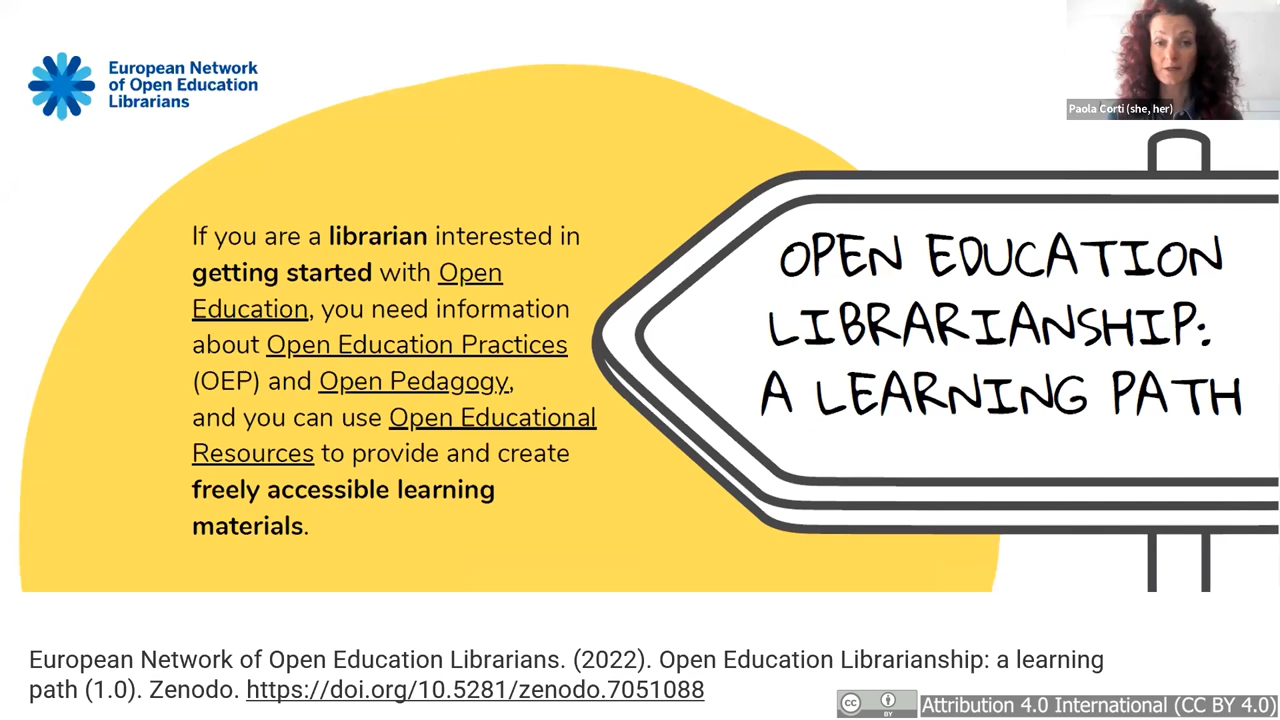 European Network
of Open Education
Librarians
Paola Corti (she, her)
If you are a librarian interested in
getting started with Open
Education, you need information
about Open Education Practices
(OEP) and Open Pedagogy,
and you can use Open Educational
Resources to provide and create
freely accessible learning
materials.
OPEN EDUCATION
LIBRARIANSHIP:
A LEARNING PATH
European Network of Open Education Librarians. (2022). Open Education Librarianship: a learning
path (1.0). Zenodo. https://doi.org/10.5281/zenodo.7051088
cc BY Attribution 4.0 International (CC BY 4.0)